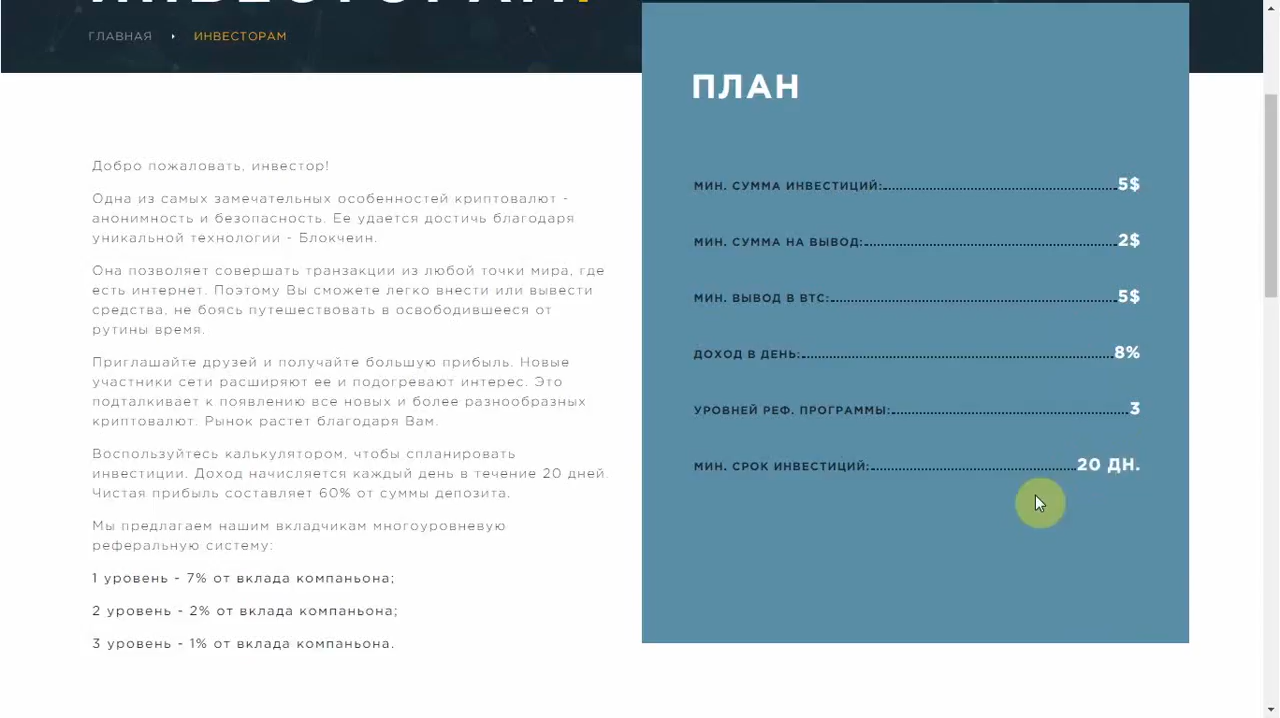 ИНВЕСТОРАМ.
ГЛАВНАЯ
ИНВЕСТОРАМ
Добро пожаловать, инвестор!
Одна из самых замечательных особенностей криптовалют -
анонимность и безопасность. Ее удается достичь благодаря
уникальной технологии - Блокчеин.
Она позволяет совершать транзакции из любой точки мира, где
есть интернет. Поэтому Вы сможете легко внести или вывести
средства, не боясь путешествовать в освободившееся от
рутины время.
Приглашайте друзей и получайте большую прибыль. Новые
участники сети расширяют ее и подогревают интерес. Это
подталкивает к появлению все новых и более разнообразных
криптовалют. Рынок растет благодаря Вам.
Воспользуйтесь калькулятором, чтобы спланировать
инвестиции. Доход начисляется каждый день в течение 20 дней.
Чистая прибыль составляет 60% от суммы депозита.
Мы предлагаем нашим вкладчикам многоуровневую
реферальную систему:
1 уровень - 7% от вклада компаньона;
2 уровень - 2% от вклада компаньона;
3 уровень - 1% от вклада компаньона.
ПЛАН
МИН. СУММА ИНВЕСТИЦИЙ: 5$
МИН. СУММА НА ВЫВОД: 2$
МИН. ВЫВОД В BTC: 5$
ДОХОД В ДЕНЬ: 8%
УРОВНЕЙ РЕФ. ПРОГРАММЫ: 3
МИН. СРОК ИНВЕСТИЦИЙ: 20 ДН.